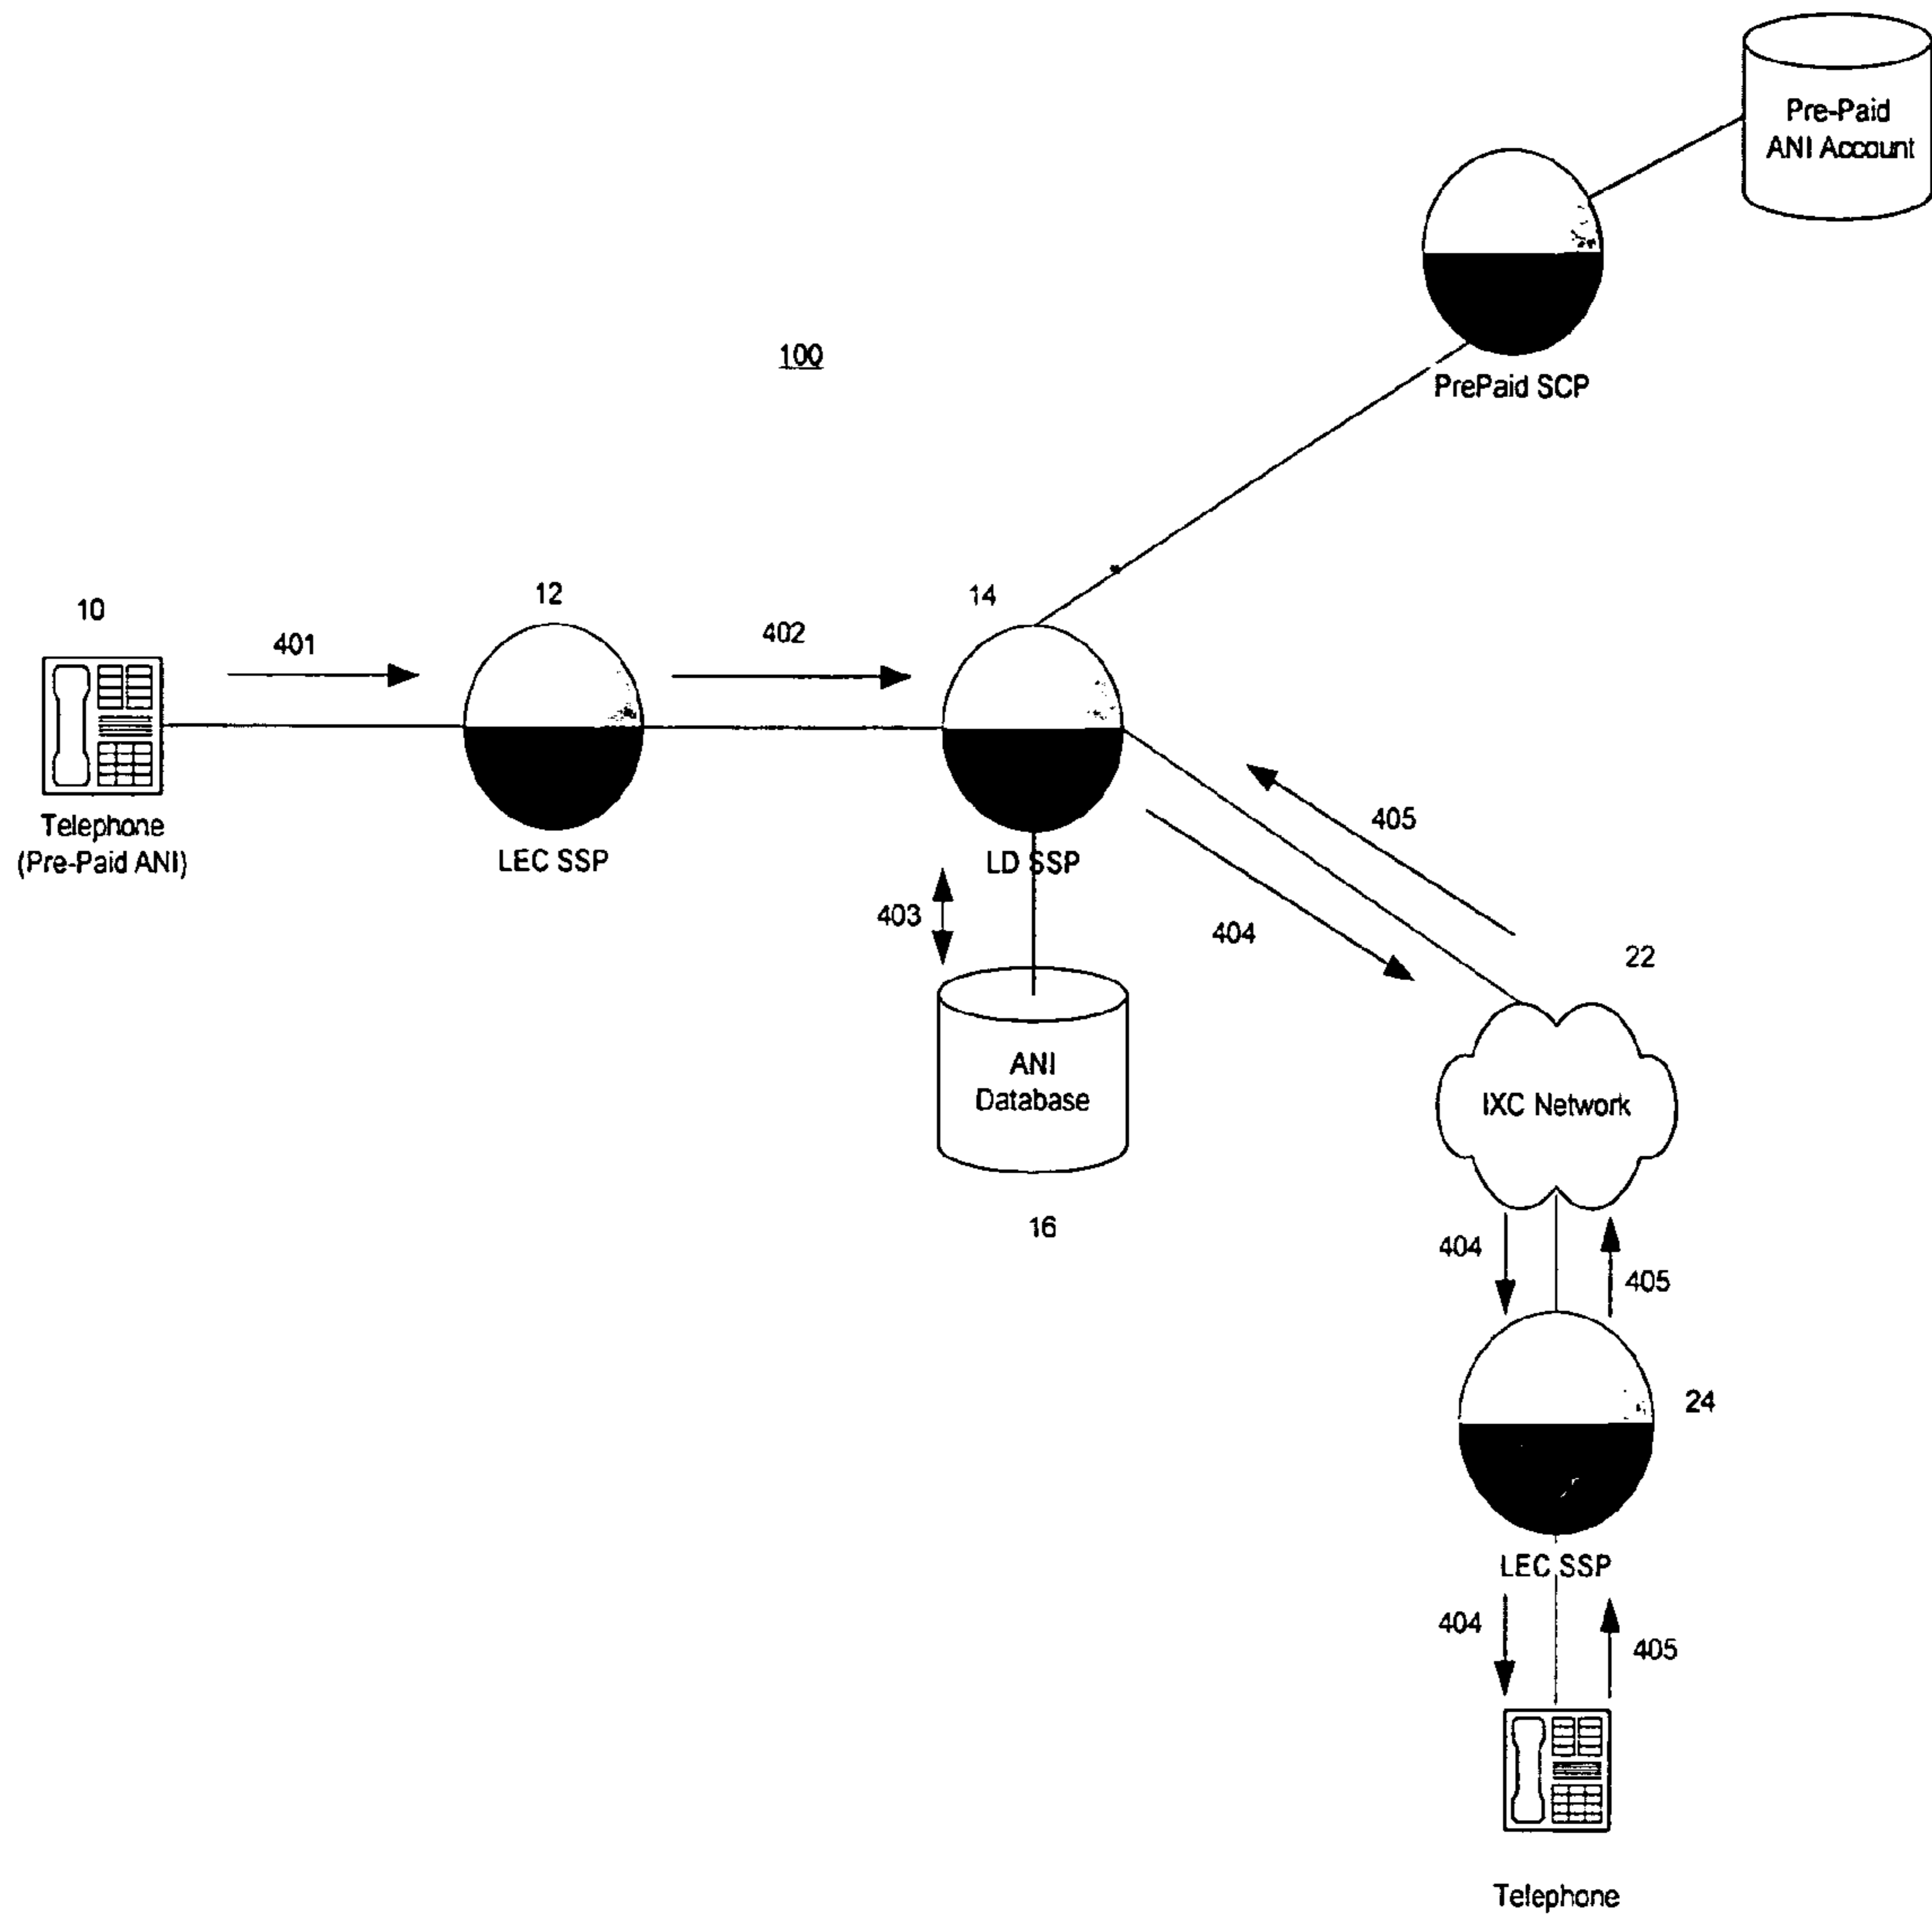 Pre-Paid
ANI Account
PrePaid SCP
100
10
12
14
401
402
Telephone
(Pre-Paid ANI)
LEC SSP
LD SSP
403
404
405
22
ANI
Database
IXC Network
16
404
405
24
LEC SSP
404
405
Telephone